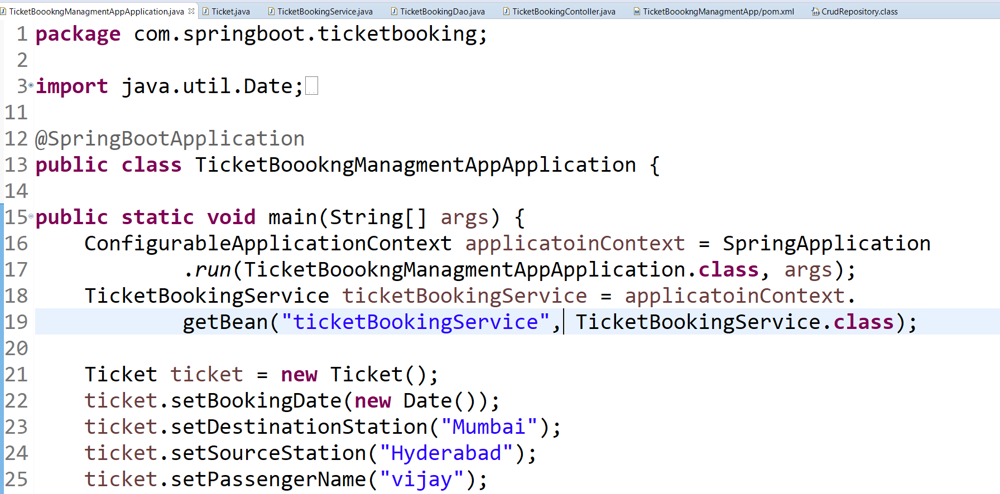 TicketBoookngManagmentAppApplication.java Ticket.java TicketBookingService.java TicketBookingDao.java TicketBookingContoller.java TicketBoookngManagmentApp/pom.xml CrudRepository.class
1 package com.springboot.ticketbooking;
2
3 import java.util.Date;
11
12 @SpringBootApplication
13 public class TicketBoookngManagmentAppApplication {
14
15 public static void main(String[] args) {
16 ConfigurableApplicationContext applicatoinContext = SpringApplication
17 .run(TicketBoookngManagmentAppApplication.class, args);
18 TicketBookingService ticketBookingService = applicatoinContext.
19 getBean("ticketBookingService", TicketBookingService.class);
20
21 Ticket ticket = new Ticket();
22 ticket.setBookingDate(new Date());
23 ticket.setDestinationStation("Mumbai");
24 ticket.setSourceStation("Hyderabad");
25 ticket.setPassengerName("vijay");